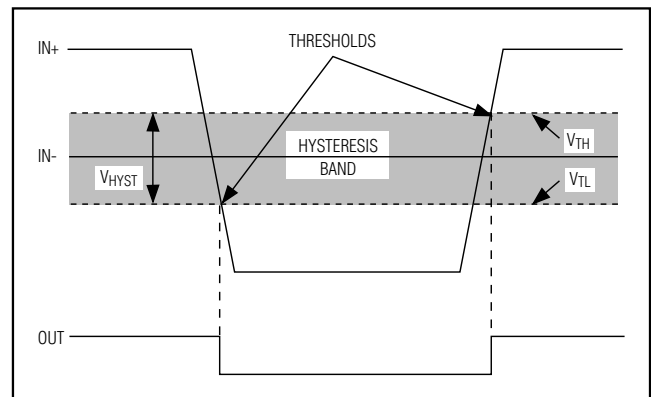 IN+
THRESHOLDS
IN-
HYSTERESIS
BAND
VHYST
VTH
VTL
OUT